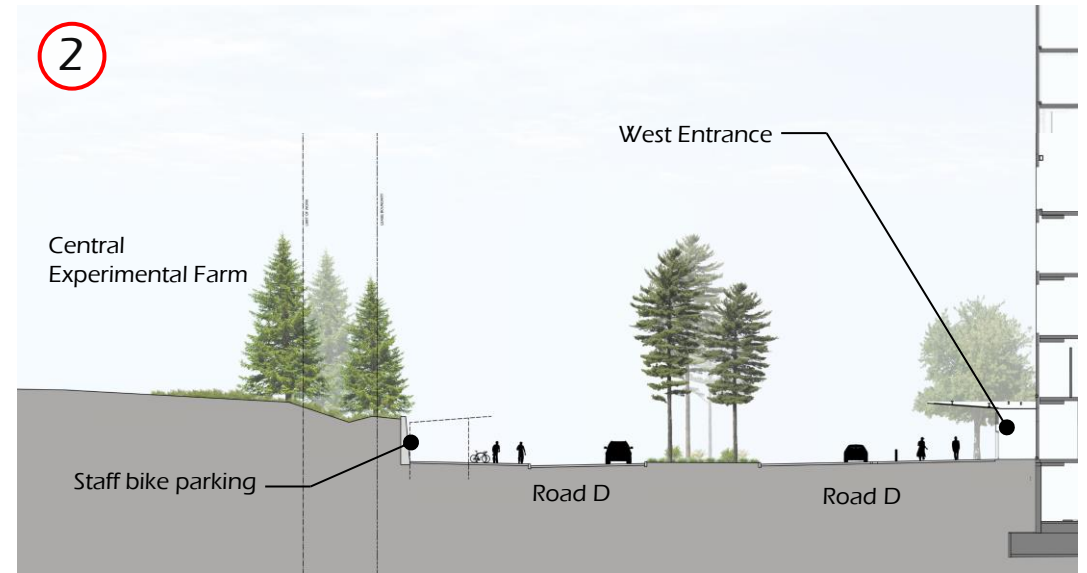 2
West Entrance
Central
Experimental Farm
Staff bike parking
Road D
Road D